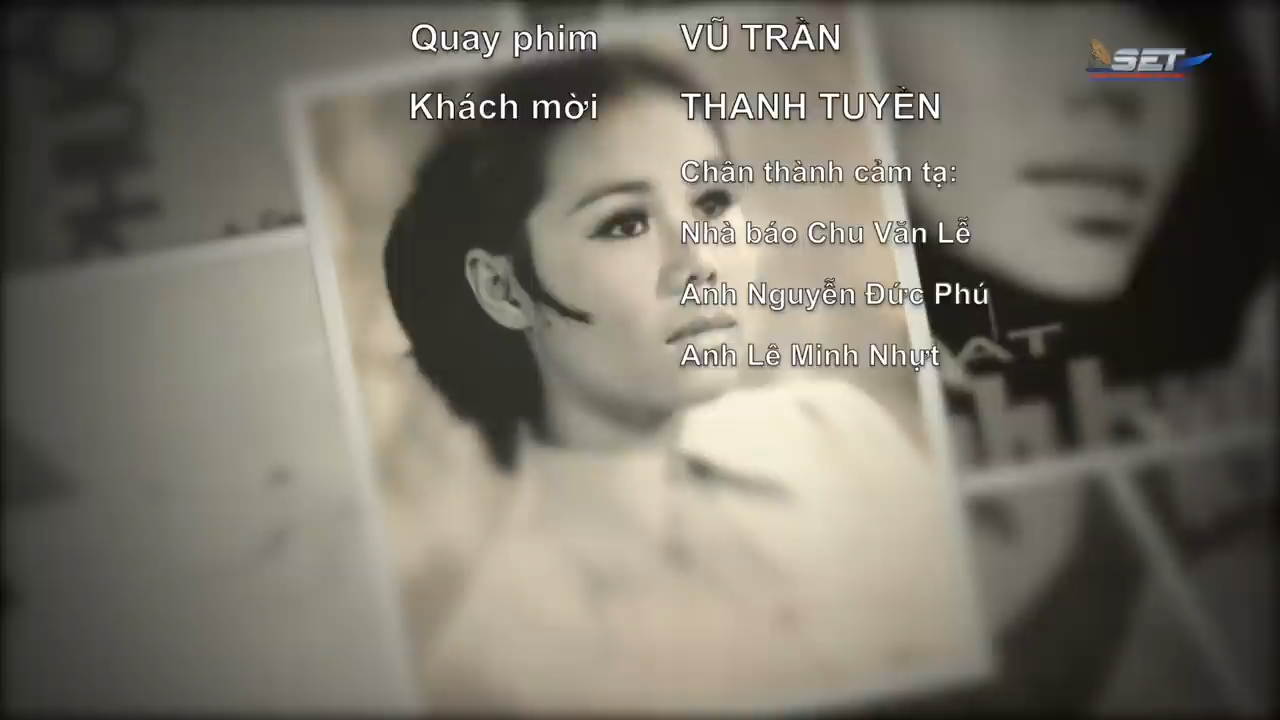 Quay phim VŨ TRẦN
SET
Khách mời THANH TUYỀN
Chân thành cảm tạ:
Nhà báo Chu Văn Lễ
Anh Nguyễn Đức Phú
Anh Lê Minh Nhựt